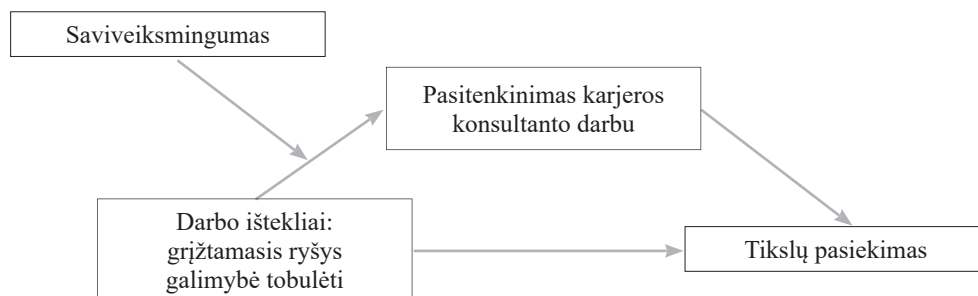 Saviveiksmingumas
Pasitenkinimas karjeros
konsultanto darbu
Darbo ištekliai:
grįžtamasis ryšys
galimybė tobulėti
Tikslų pasiekimas